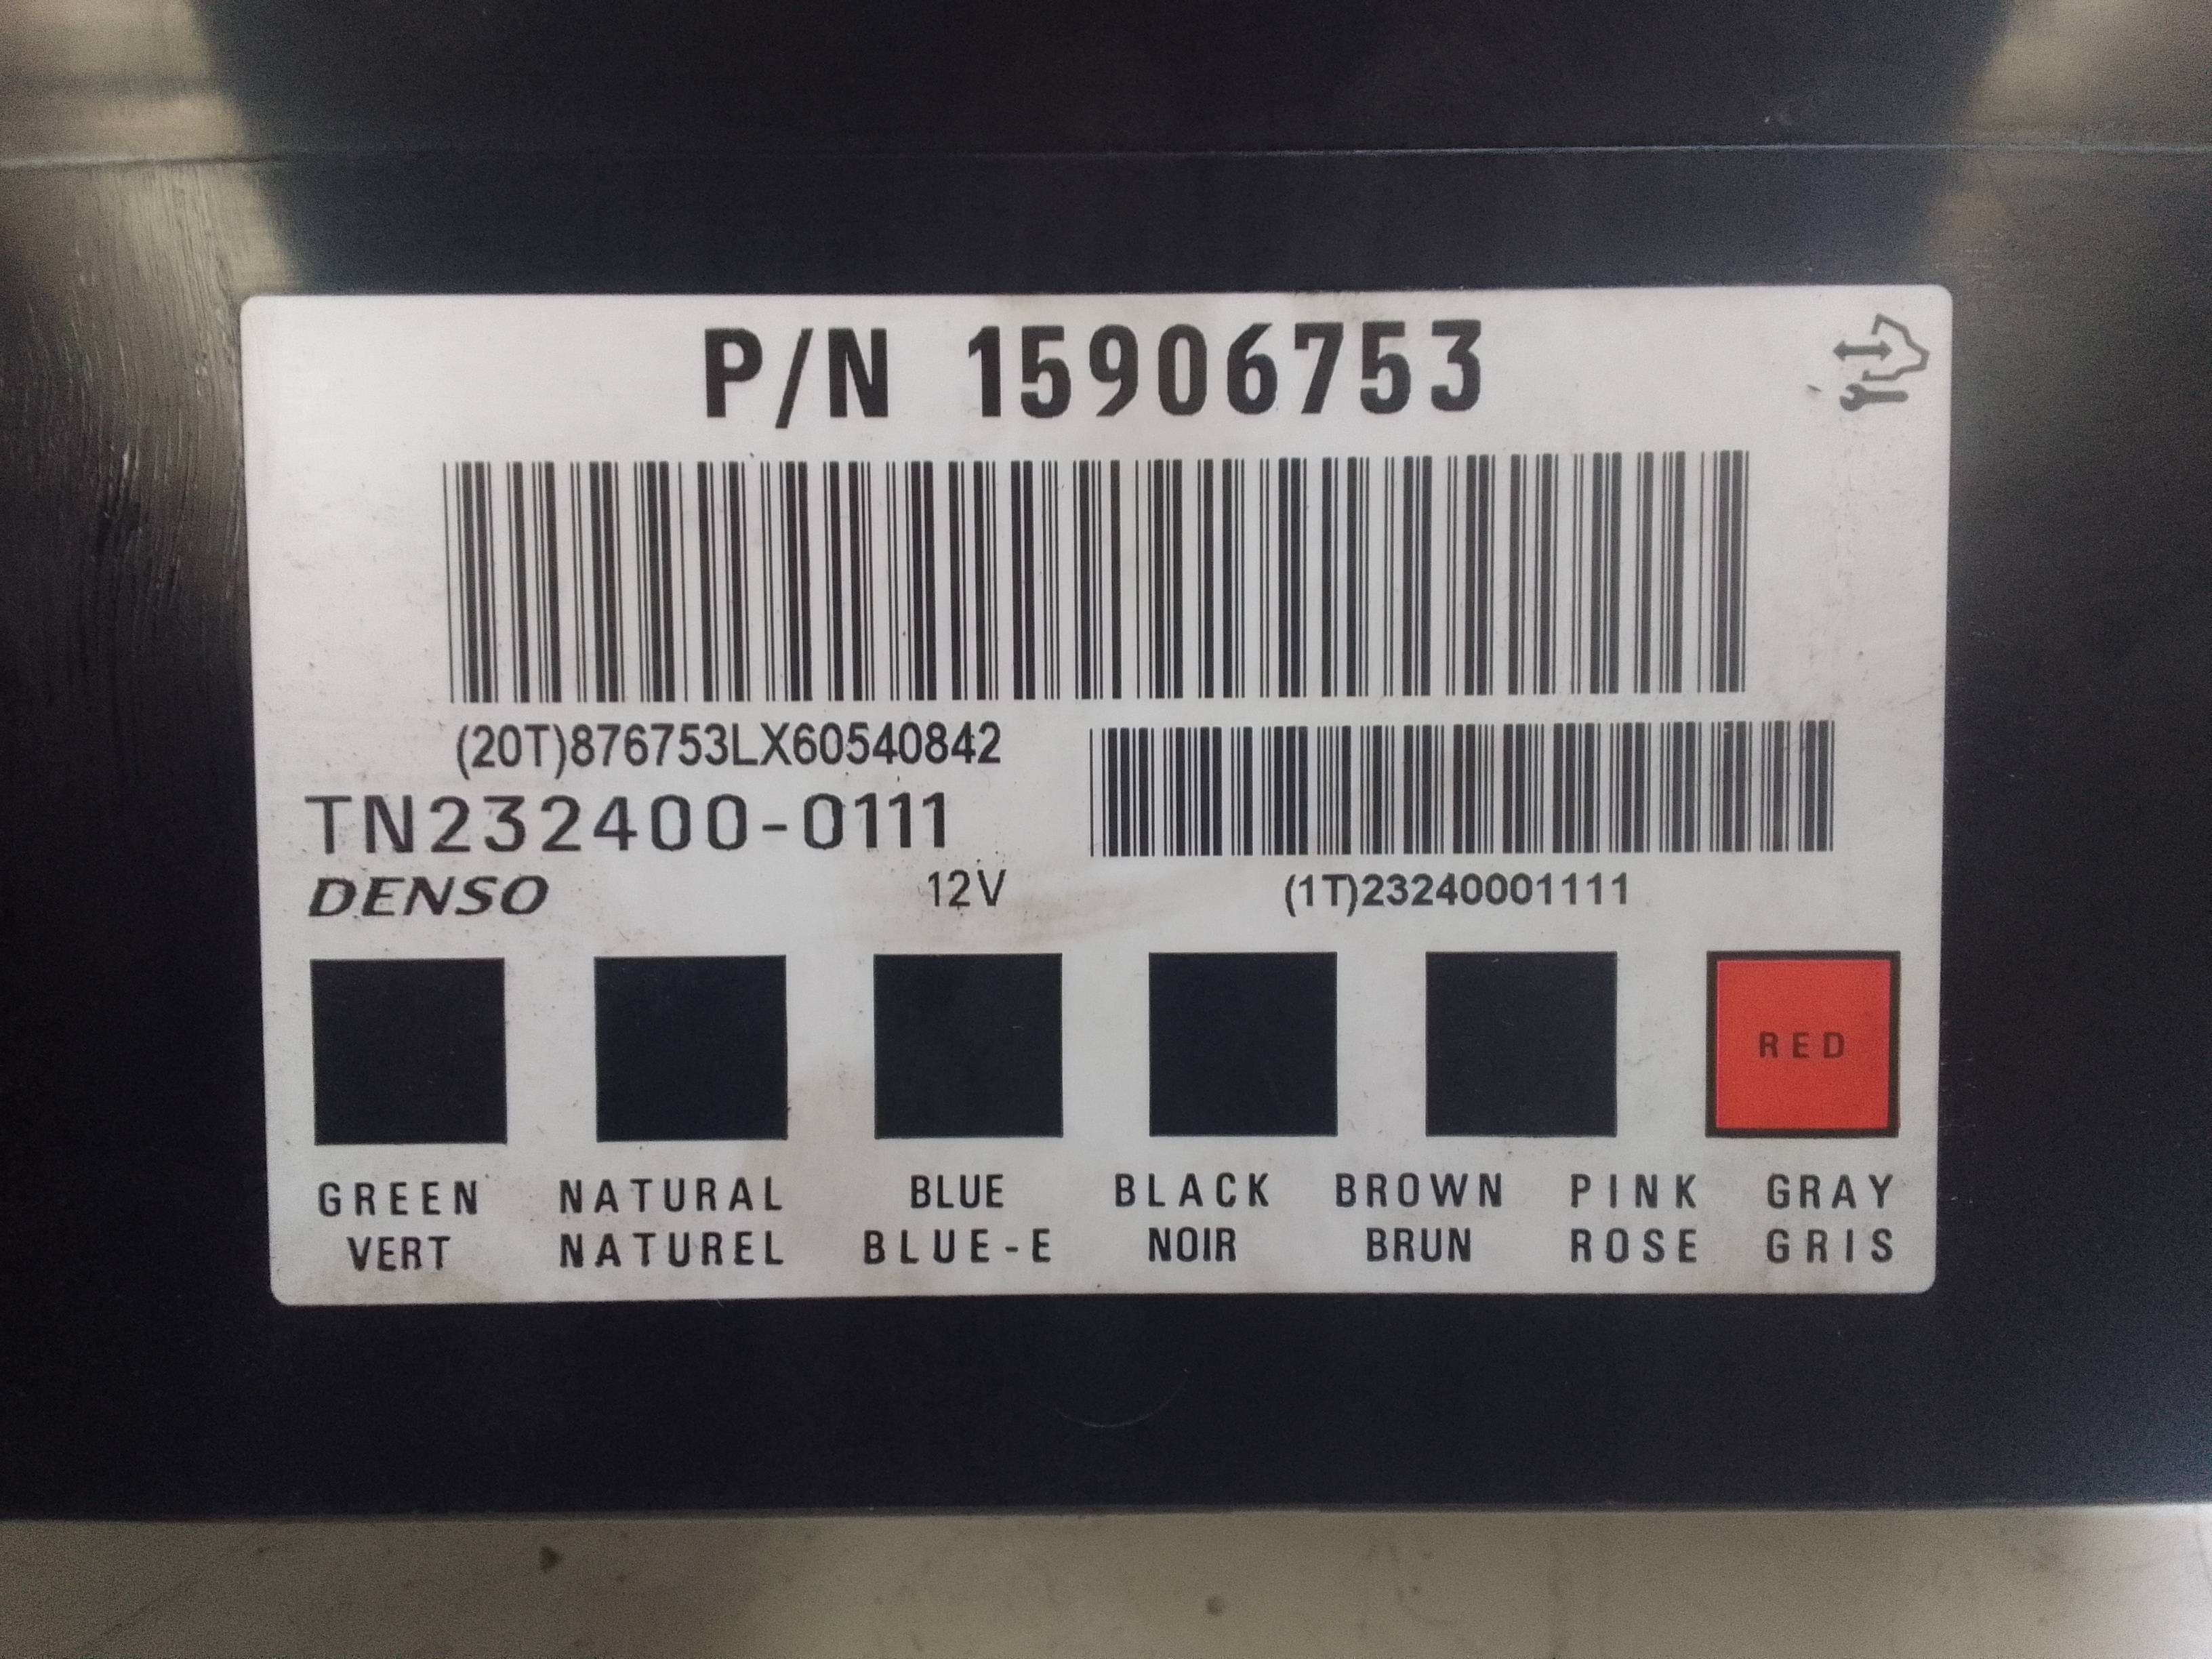 P/N 15906753
(20T)876753LX60540842
TN232400-0111
DENSO 12V (1T)23240001111
RED
GREEN NATURAL BLUE BLACK BROWN PINK GRAY
VERT NATUREL BLUE-E NOIR BRUN ROSE GRIS